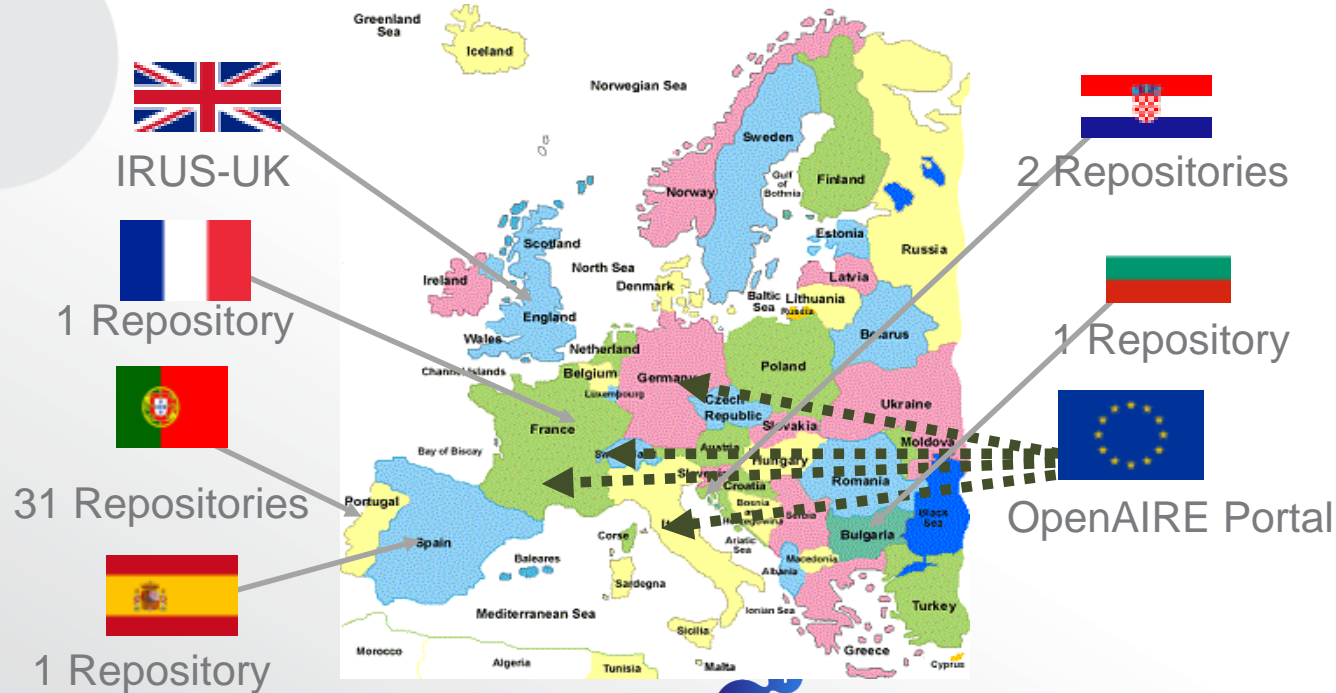 Greenland
Sea
Iceland
Norwegian Sea
IRUS-UK
2 Repositories
Sweden
Finland
Gulf
of
Bothnia
Norway
Russia
Estonia
Scotland
North Sea
Ireland
Denmark
Latvia
Baltic
Sea
Lithuania
Russia
1 Repository
England
Belarus
1 Repository
Wales
Netherland
Channel Islands
Belgium
Germany
Poland
Luxembourg
Czech
Republic
Ukraine
Slovakia
France
Austria
Moldova
Bay of Biscay
Hungary
31 Repositories
Croatia
Romania
Portugal
Bosnia
Serbia
Black
Sea
OpenAIRE Portal
Spain
Corse
Bulgaria
Ariatic
Sea
Baleares
Macedonia
Albania
Sardegna
Mediterranean Sea
Ionian Sea
Turkey
Sicilia
Morocco
Greece
Algeria
Tunisia
Malta
Cyprus
1 Repository